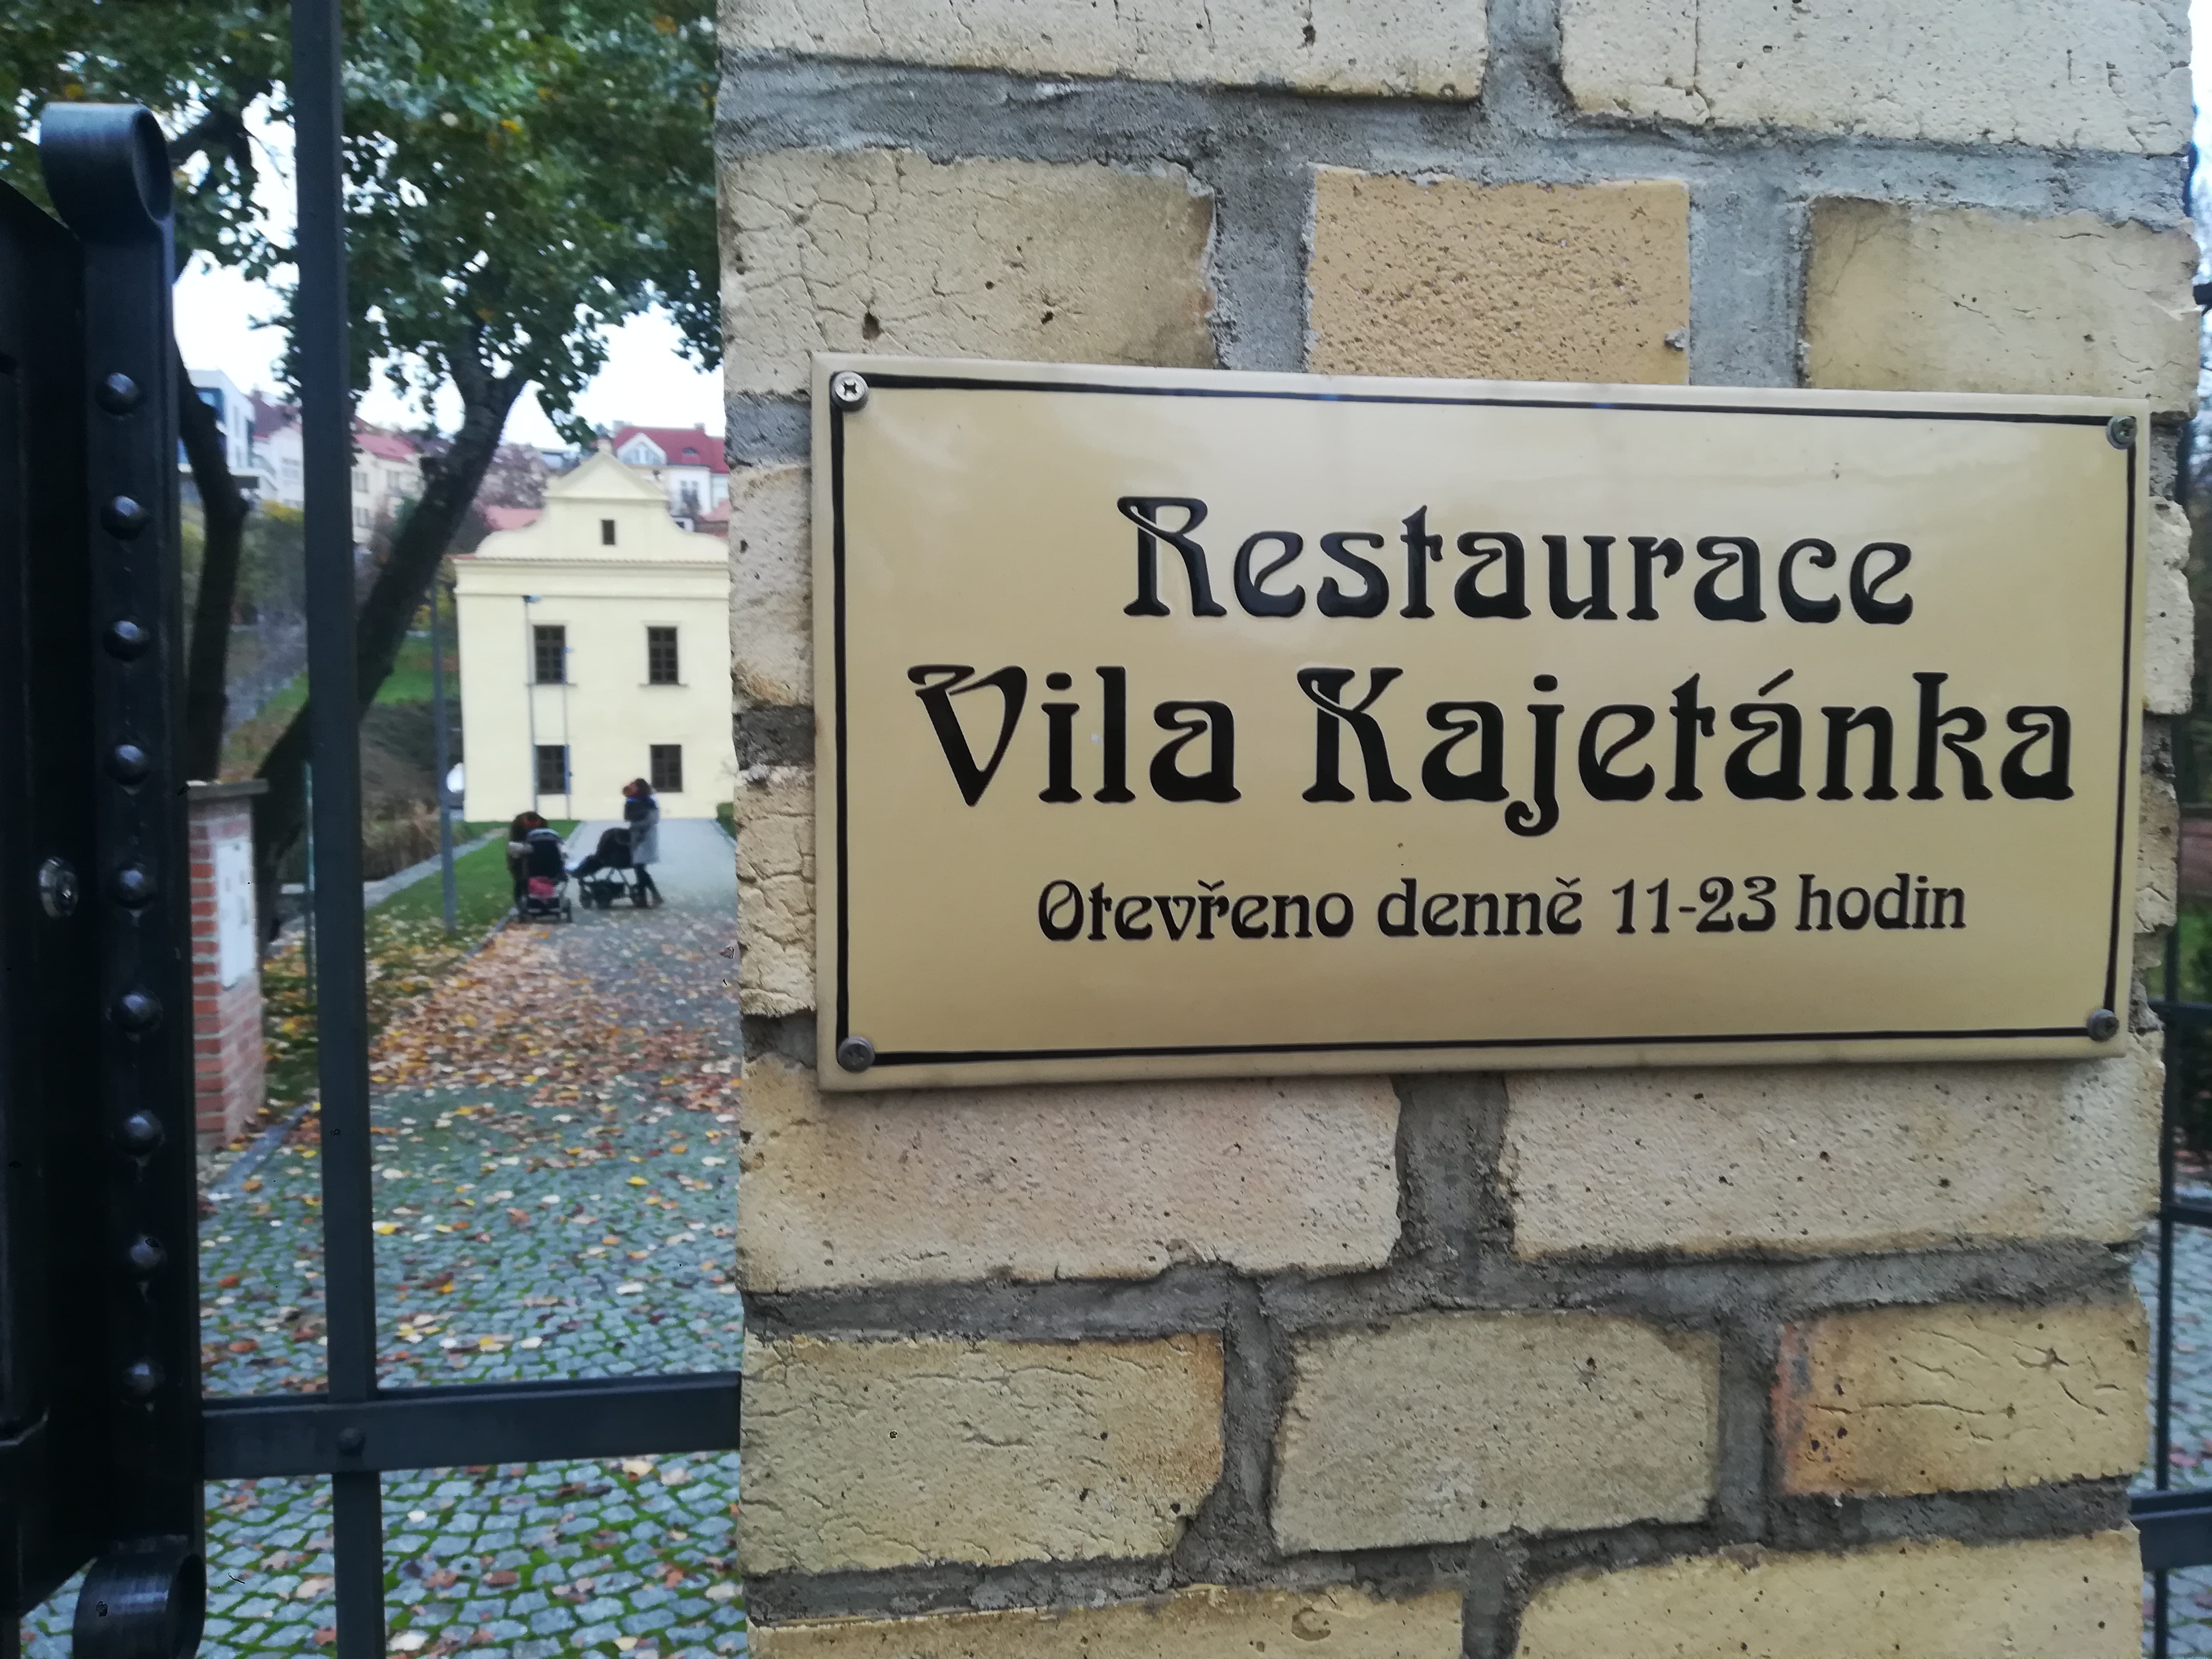 Restaurace
Vila Kajetánka
Otevřeno denně 11-23 hodin